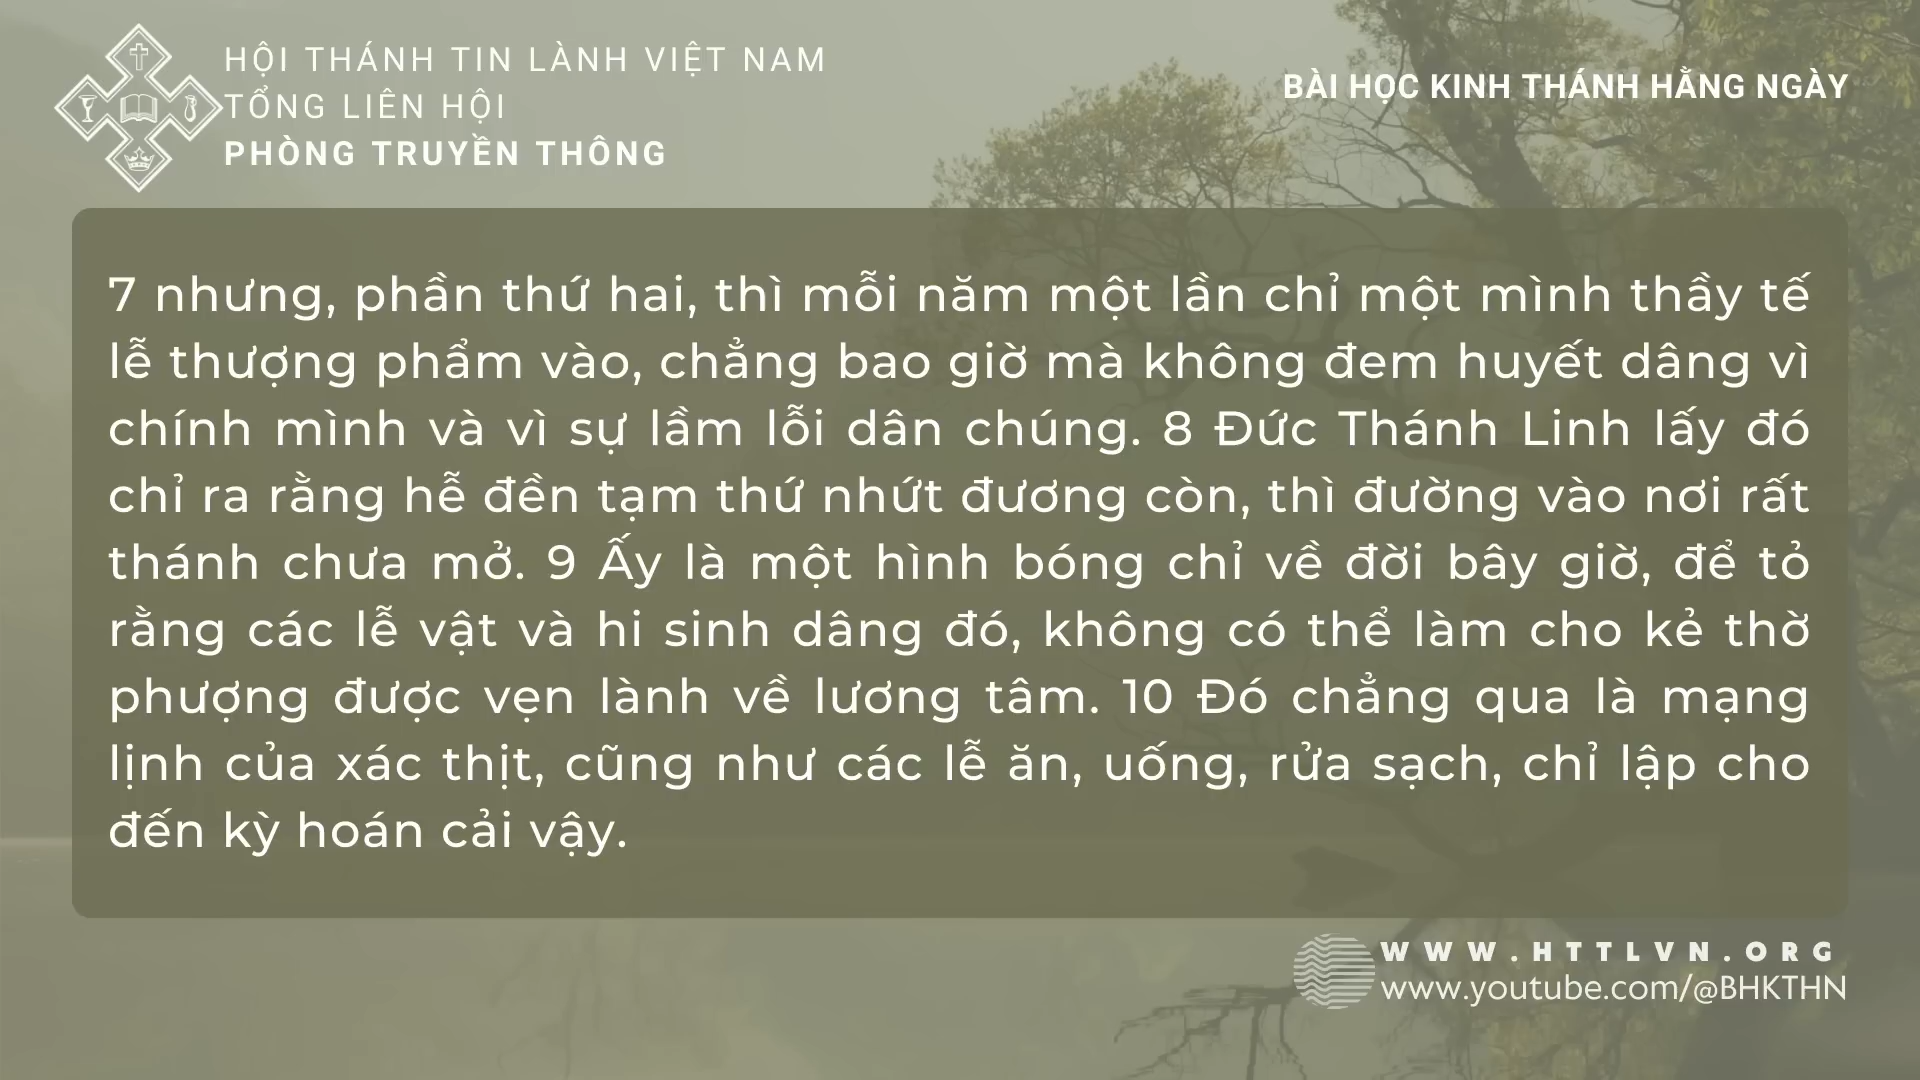 HỘI THÁNH TIN LÀNH VIỆT NAM
TỔNG LIÊN HỘI
PHÒNG TRUYỀN THÔNG
BÀI HỌC KINH THÁNH HẰNG NGÀY
7 nhưng, phần thứ hai, thì mỗi năm một lần chỉ một mình thầy tế
lễ thượng phẩm vào, chẳng bao giờ mà không đem huyết dâng vì
chính mình và vì sự lầm lỗi dân chúng. 8 Đức Thánh Linh lấy đó
chỉ ra rằng hễ đền tạm thứ nhứt đương còn, thì đường vào nơi rất
thánh chưa mở. 9 Ấy là một hình bóng chỉ về đời bây giờ, để tỏ
rằng các lễ vật và hi sinh dâng đó, không có thể làm cho kẻ thờ
phượng được vẹn lành về lương tâm. 10 Đó chẳng qua là mạng
lịnh của xác thịt, cũng như các lễ ăn, uống, rửa sạch, chỉ lập cho
đến kỳ hoán cải vậy.
WWW.HTTLVN.ORG
www.youtube.com/@BHKTHN